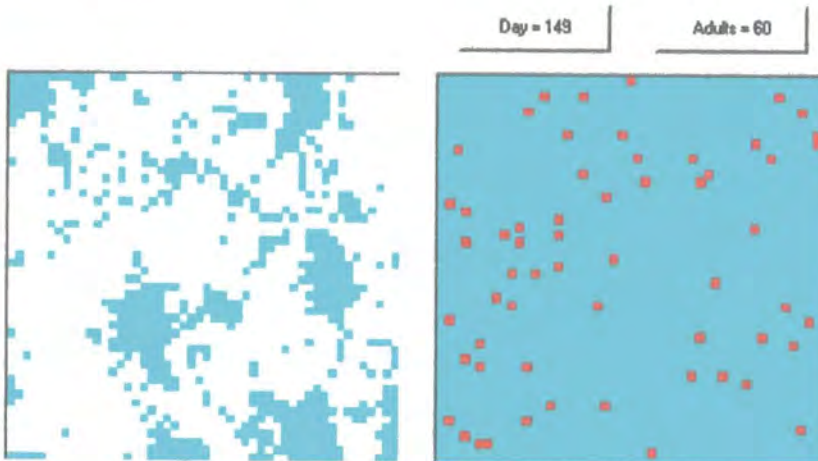 Day = 149
Adults = 60